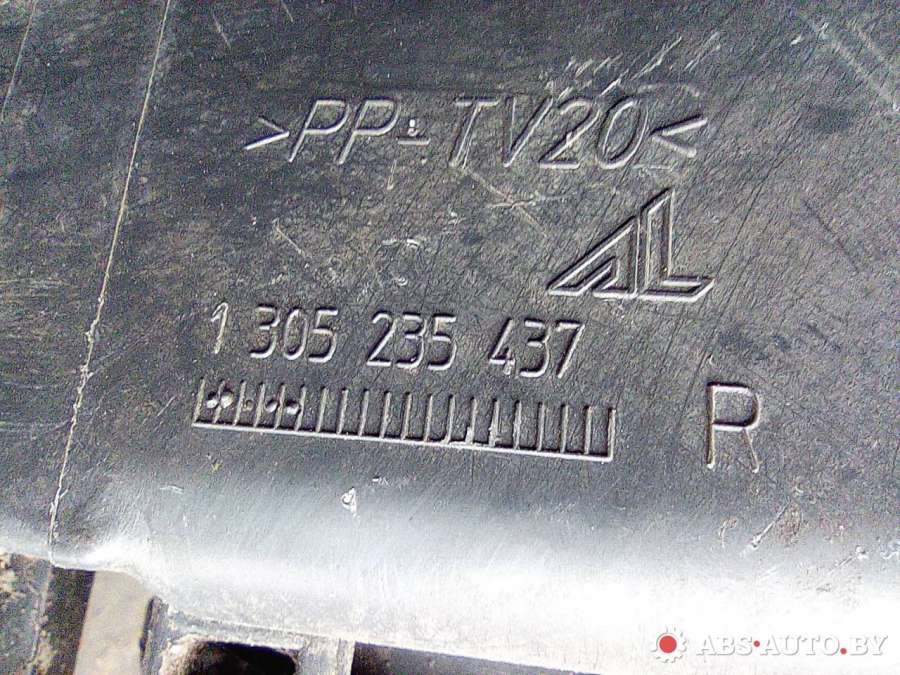 >PP-TV20<
AL
1 305 235 437
R
ABS-AUTO.BY